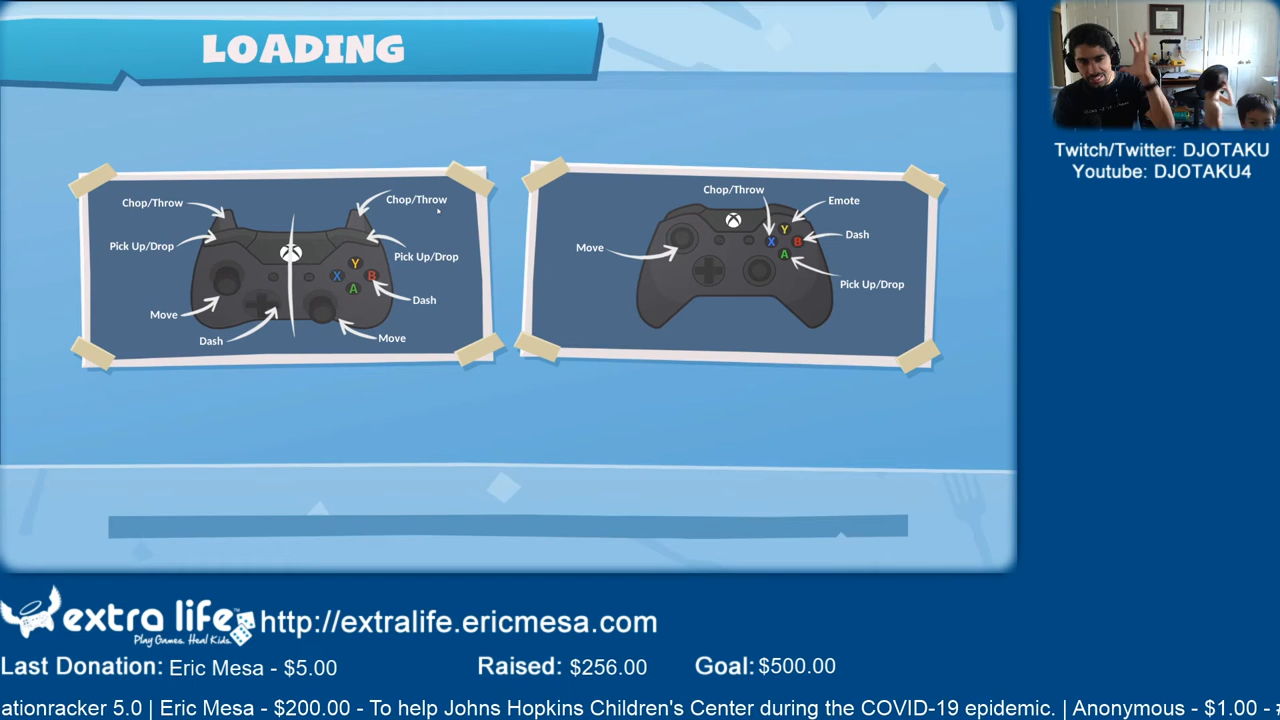 LOADING
Chop/Throw
Chop/Throw
Pick Up/Drop
Pick Up/Drop
Y
X
B
A
Dash
Move
Dash
Move
Chop/Throw
Emote
Y
X
B
Dash
A
Move
Pick Up/Drop
Twitch/Twitter: DJOTAKU
Youtube: DJOTAKU4
extra life
Play Games. Heal Kids.
http://extralife.ericmesa.com
Last Donation: Eric Mesa - $5.00
Raised: $256.00
Goal: $500.00
ationracker 5.0 | Eric Mesa - $200.00 - To help Johns Hopkins Children's Center during the COVID-19 epidemic. | Anonymous - $1.00 -